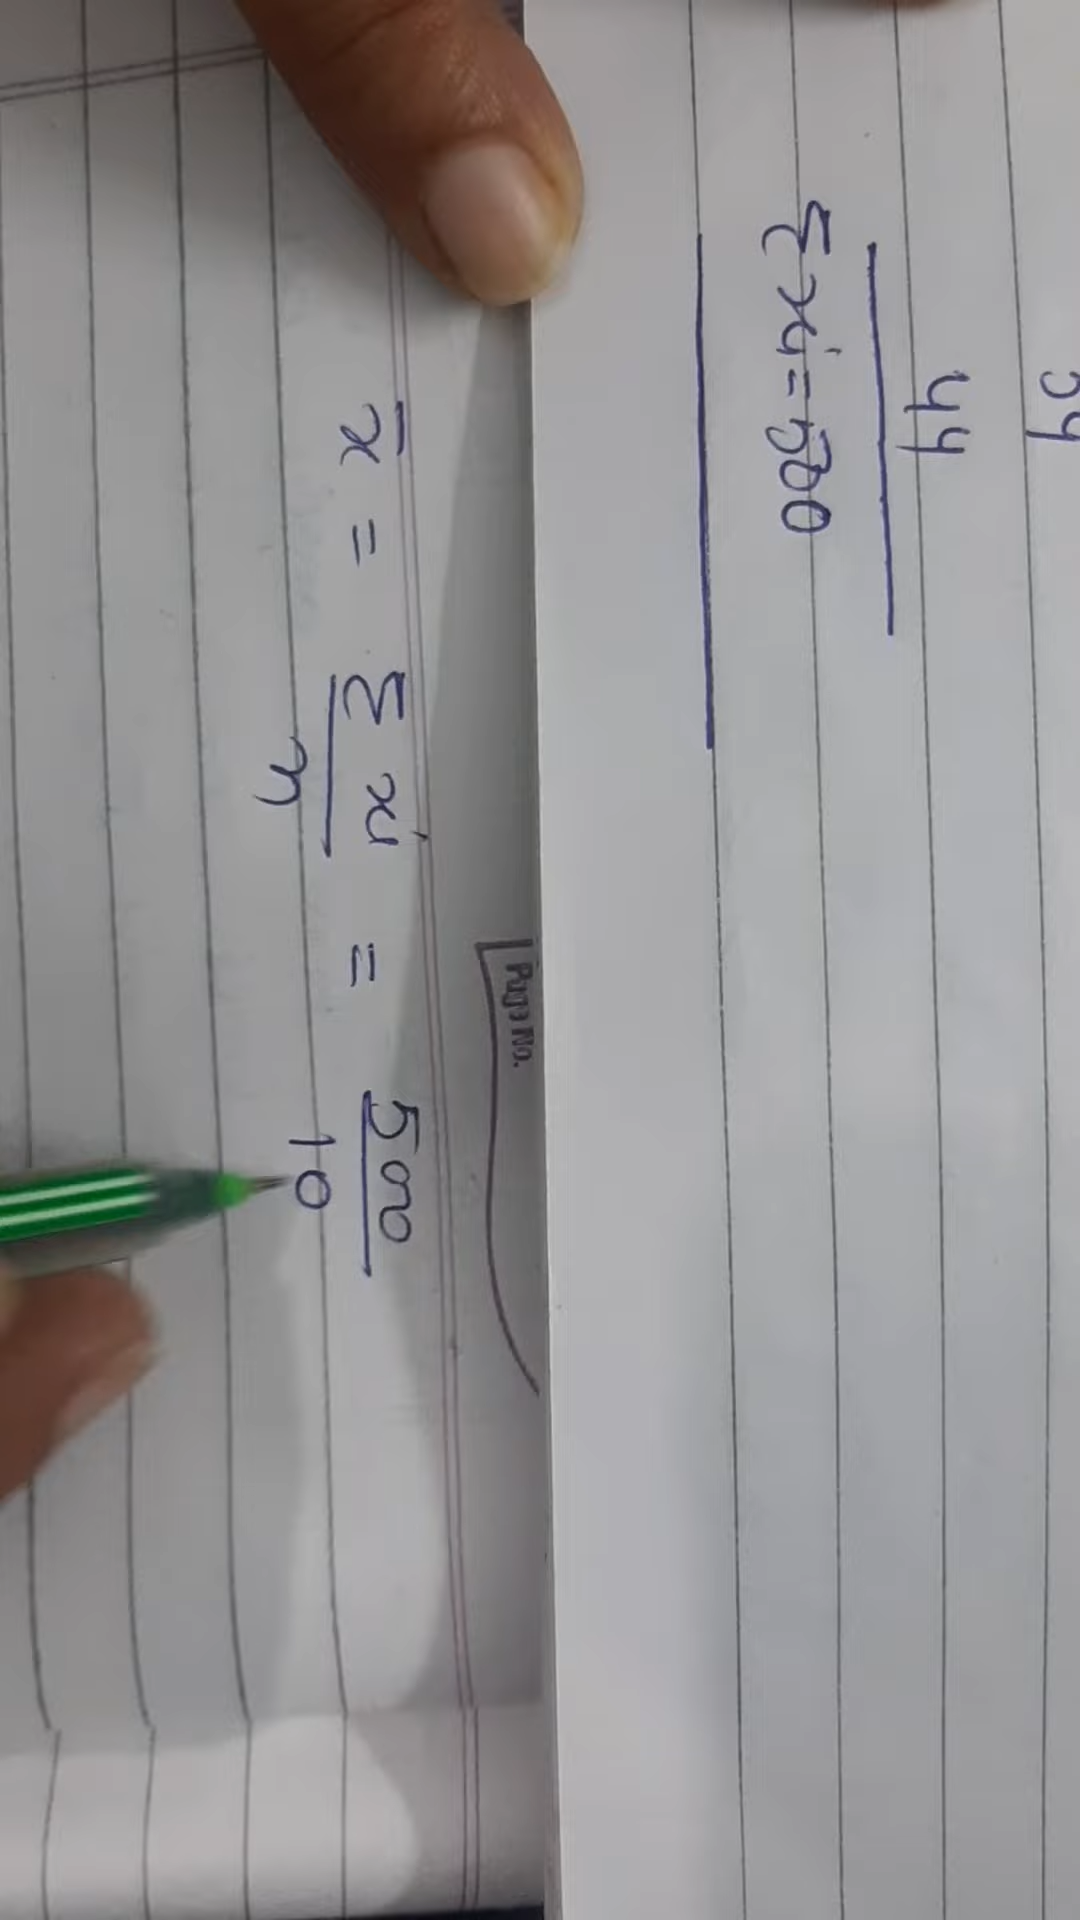 44
Σxi = 500
Page No.
x̄ = Σxi / n = 500 / 10